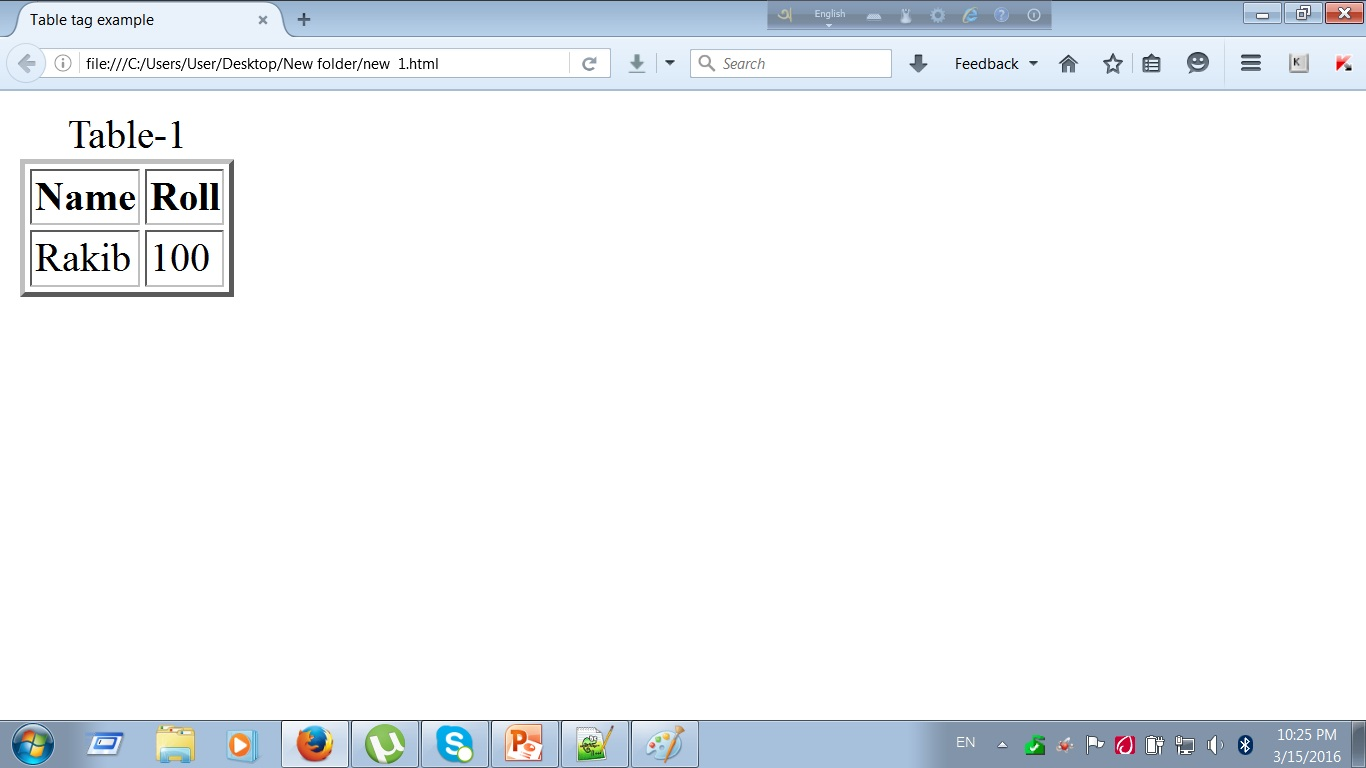 Table tag example
English
file:///C:/Users/User/Desktop/New folder/new 1.html
Search
Feedback
Table-1
Name Roll
Rakib 100
EN
10:25 PM
3/15/2016